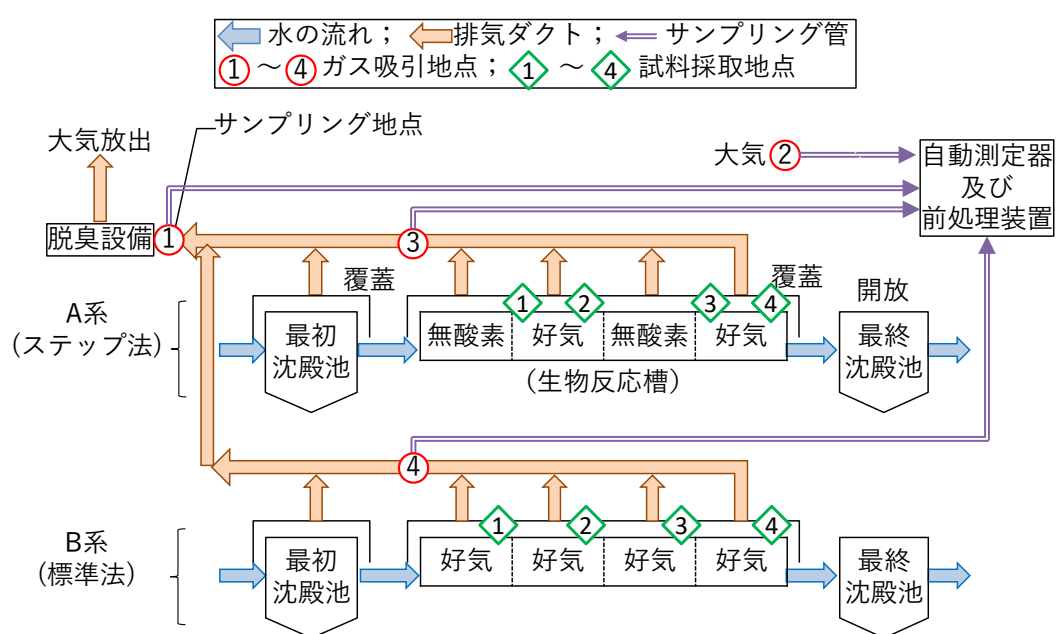 水の流れ； 排気ダクト； サンプリング管
① ～ ④ ガス吸引地点； 1 ～ 4 試料採取地点
サンプリング地点
大気放出
大気 ②
自動測定器
及び
前処理装置
脱臭設備 ①
③
覆蓋
覆蓋
開放
A系
(ステップ法)
1 2 3 4
最初
沈殿池
無酸素 好気 無酸素 好気
(生物反応槽)
最終
沈殿池
④
B系
(標準法)
1 2 3 4
最初
沈殿池
好気 好気 好気 好気
最終
沈殿池